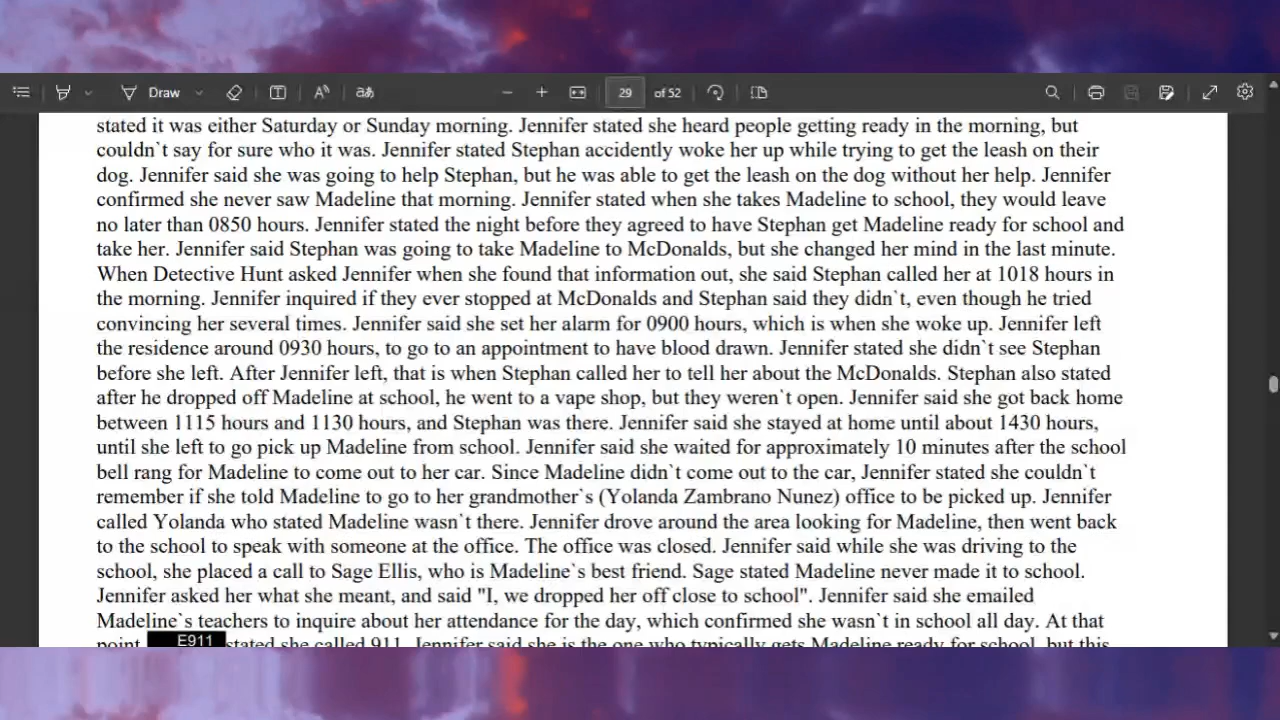 Draw
29 of 52
stated it was either Saturday or Sunday morning. Jennifer stated she heard people getting ready in the morning, but
couldn`t say for sure who it was. Jennifer stated Stephan accidently woke her up while trying to get the leash on their
dog. Jennifer said she was going to help Stephan, but he was able to get the leash on the dog without her help. Jennifer
confirmed she never saw Madeline that morning. Jennifer stated when she takes Madeline to school, they would leave
no later than 0850 hours. Jennifer stated the night before they agreed to have Stephan get Madeline ready for school and
take her. Jennifer said Stephan was going to take Madeline to McDonalds, but she changed her mind in the last minute.
When Detective Hunt asked Jennifer when she found that information out, she said Stephan called her at 1018 hours in
the morning. Jennifer inquired if they ever stopped at McDonalds and Stephan said they didn`t, even though he tried
convincing her several times. Jennifer said she set her alarm for 0900 hours, which is when she woke up. Jennifer left
the residence around 0930 hours, to go to an appointment to have blood drawn. Jennifer stated she didn`t see Stephan
before she left. After Jennifer left, that is when Stephan called her to tell her about the McDonalds. Stephan also stated
after he dropped off Madeline at school, he went to a vape shop, but they weren`t open. Jennifer said she got back home
between 1115 hours and 1130 hours, and Stephan was there. Jennifer said she stayed at home until about 1430 hours,
until she left to go pick up Madeline from school. Jennifer said she waited for approximately 10 minutes after the school
bell rang for Madeline to come out to her car. Since Madeline didn`t come out to the car, Jennifer stated she couldn`t
remember if she told Madeline to go to her grandmother`s (Yolanda Zambrano Nunez) office to be picked up. Jennifer
called Yolanda who stated Madeline wasn`t there. Jennifer drove around the area looking for Madeline, then went back
to the school to speak with someone at the office. The office was closed. Jennifer said while she was driving to the
school, she placed a call to Sage Ellis, who is Madeline`s best friend. Sage stated Madeline never made it to school.
Jennifer asked her what she meant, and said "I, we dropped her off close to school". Jennifer said she emailed
Madeline`s teachers to inquire about her attendance for the day, which confirmed she wasn`t in school all day. At that
point E911 stated she called 911. Jennifer said she is the one who typically gets Madeline ready for school, but this